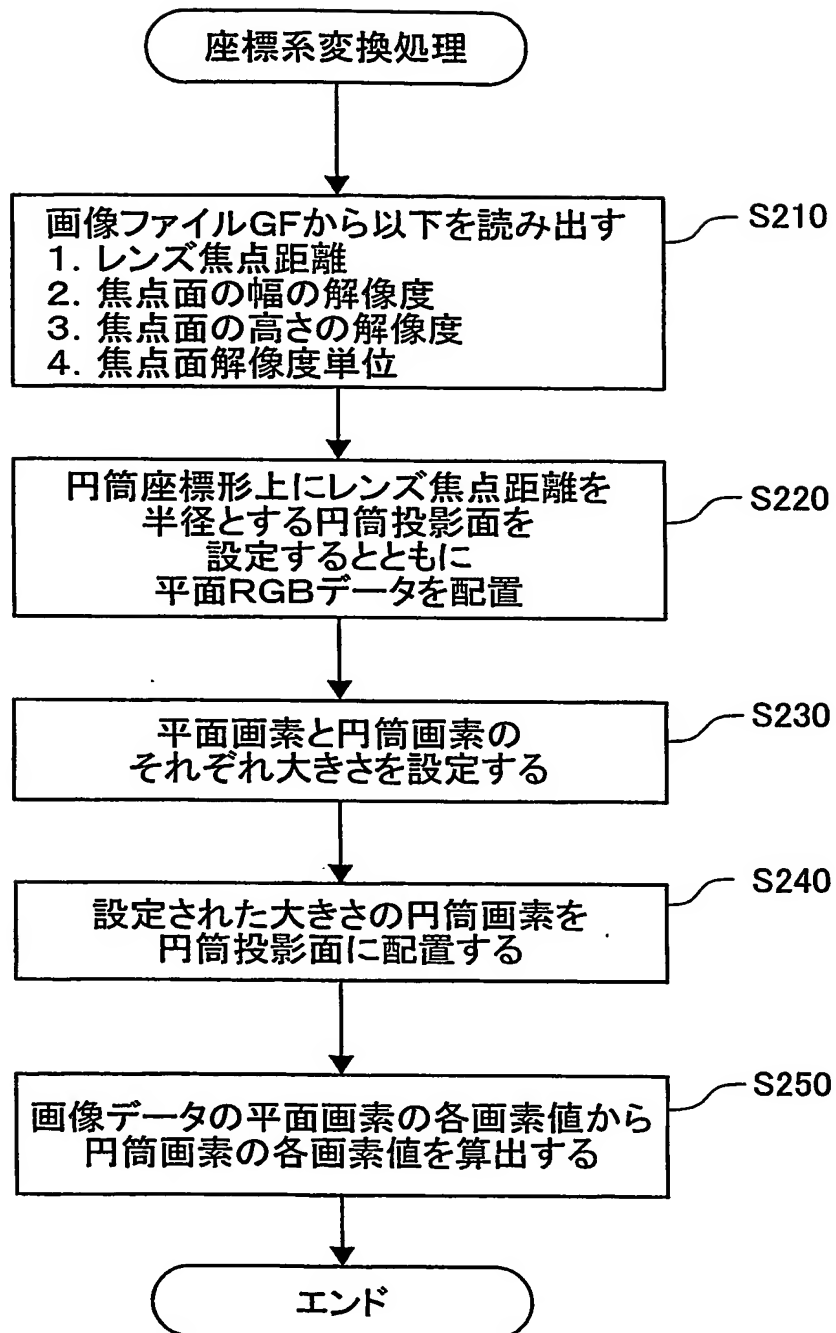 座標系変換処理
画像ファイルGFから以下を読み出す
1. レンズ焦点距離
2. 焦点面の幅の解像度
3. 焦点面の高さの解像度
4. 焦点面解像度単位
S210
円筒座標形上にレンズ焦点距離を
半径とする円筒投影面を
設定するとともに
平面RGBデータを配置
S220
平面画素と円筒画素の
それぞれ大きさを設定する
S230
設定された大きさの円筒画素を
円筒投影面に配置する
S240
画像データの平面画素の各画素値から
円筒画素の各画素値を算出する
S250
エンド